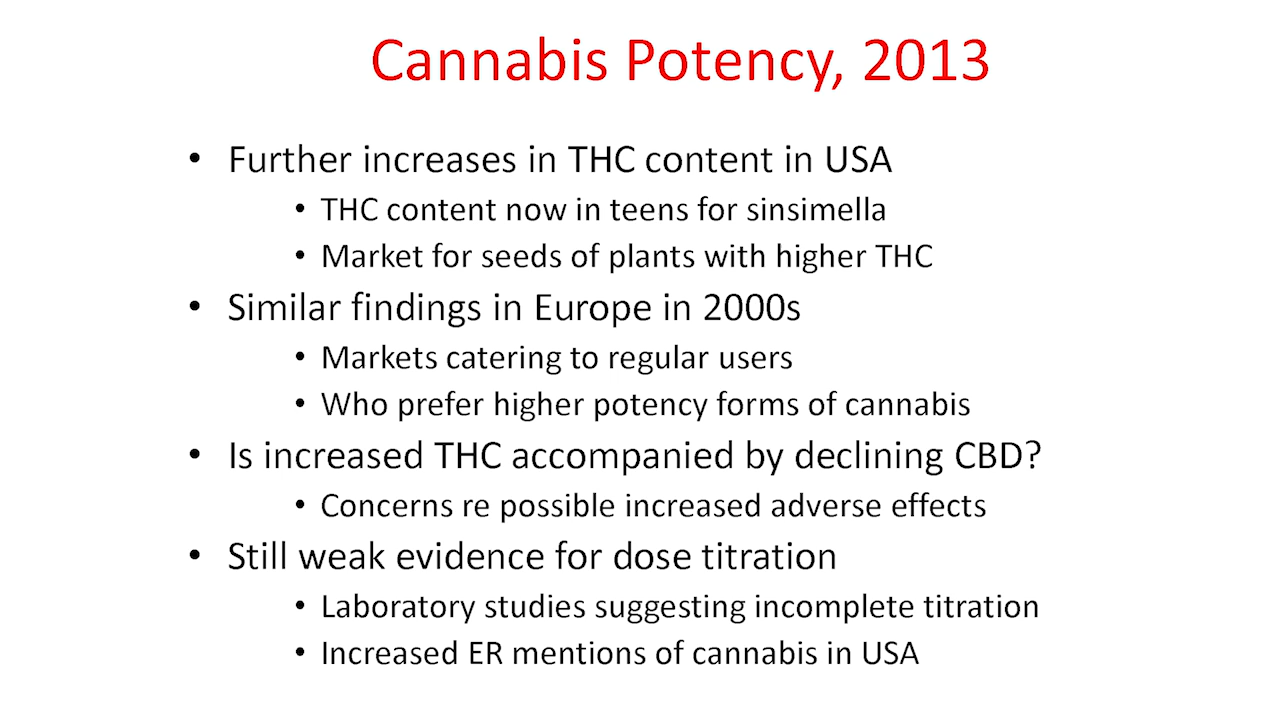 Cannabis Potency, 2013
• Further increases in THC content in USA
• THC content now in teens for sinsimella
• Market for seeds of plants with higher THC
• Similar findings in Europe in 2000s
• Markets catering to regular users
• Who prefer higher potency forms of cannabis
• Is increased THC accompanied by declining CBD?
• Concerns re possible increased adverse effects
• Still weak evidence for dose titration
• Laboratory studies suggesting incomplete titration
• Increased ER mentions of cannabis in USA